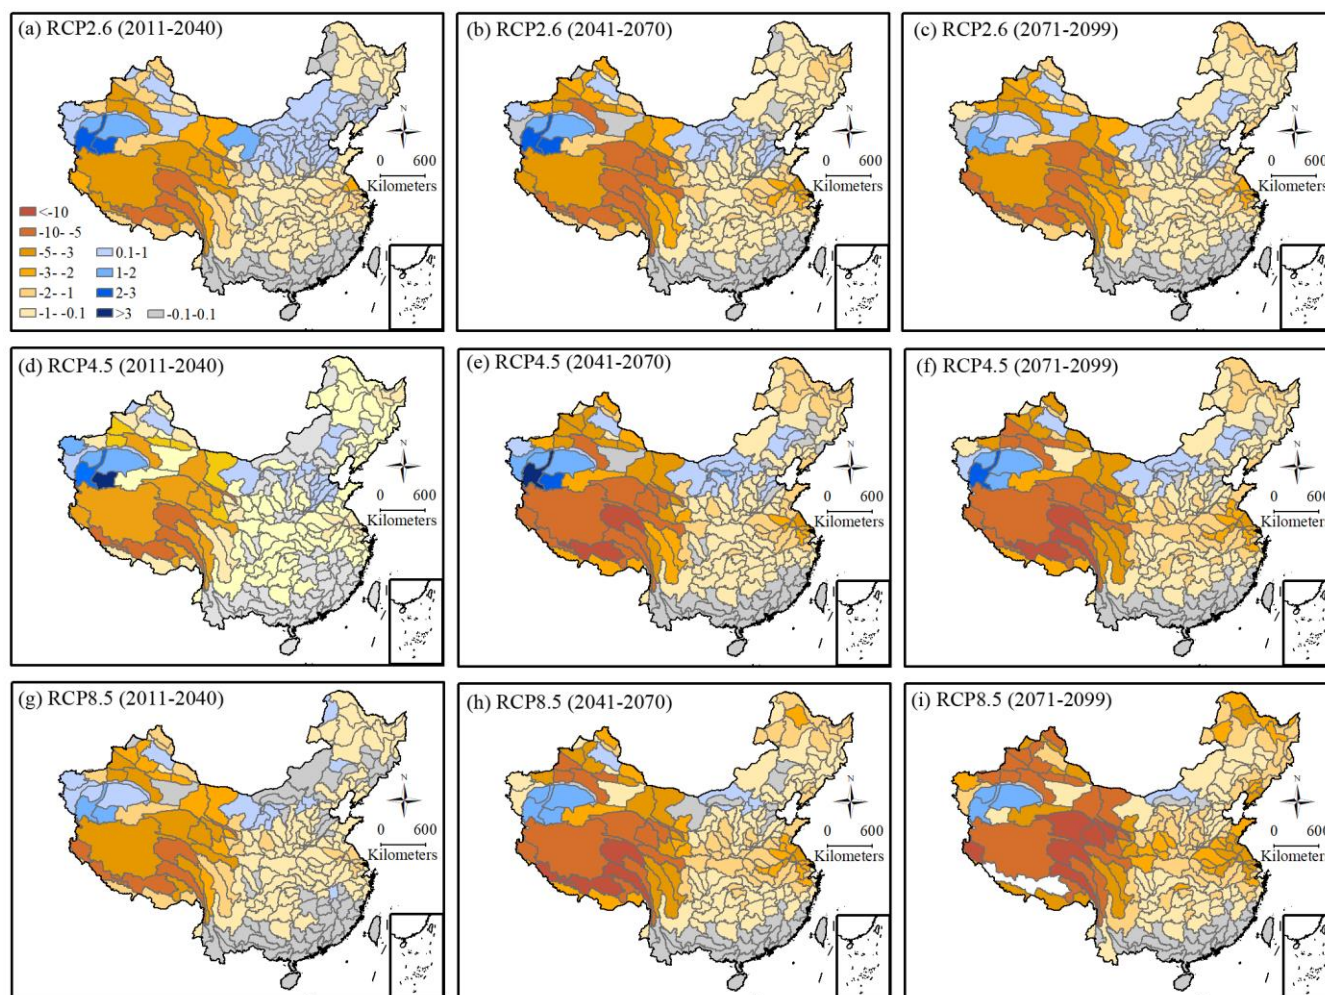 (a) RCP2.6 (2011-2040)
N
0 600
Kilometers
<-10
-10- -5
-5- -3
-3- -2
-2- -1
-1- -0.1
0.1-1
1-2
2-3
>3
-0.1-0.1
(b) RCP2.6 (2041-2070)
N
0 600
Kilometers
(c) RCP2.6 (2071-2099)
N
0 600
Kilometers
(d) RCP4.5 (2011-2040)
N
0 600
Kilometers
(e) RCP4.5 (2041-2070)
N
0 600
Kilometers
(f) RCP4.5 (2071-2099)
N
0 600
Kilometers
(g) RCP8.5 (2011-2040)
N
0 600
Kilometers
(h) RCP8.5 (2041-2070)
N
0 600
Kilometers
(i) RCP8.5 (2071-2099)
N
0 600
Kilometers